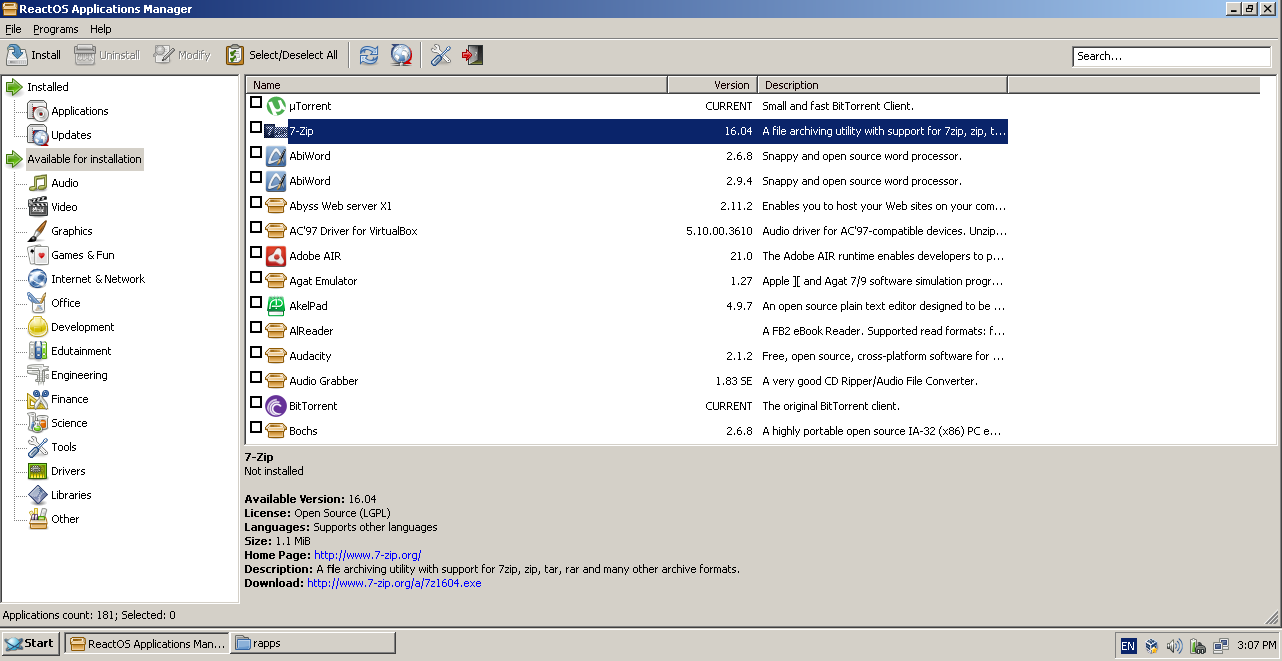 ReactOS Applications Manager
File Programs Help
Install Uninstall Modify Select/Deselect All Search...
Installed
Applications
Updates
Available for installation
Audio
Video
Graphics
Games & Fun
Internet & Network
Office
Development
Edutainment
Engineering
Finance
Science
Tools
Drivers
Libraries
Other
Name Version Description
µTorrent CURRENT Small and fast BitTorrent Client.
7-Zip 16.04 A file archiving utility with support for 7zip, zip, t...
AbiWord 2.6.8 Snappy and open source word processor.
AbiWord 2.9.4 Snappy and open source word processor.
Abyss Web server X1 2.11.2 Enables you to host your Web sites on your com...
AC'97 Driver for VirtualBox 5.10.00.3610 Audio driver for AC'97-compatible devices. Unzip...
Adobe AIR 21.0 The Adobe AIR runtime enables developers to p...
Agat Emulator 1.27 Apple ][ and Agat 7/9 software simulation progr...
AkelPad 4.9.7 An open source plain text editor designed to be ...
AlReader A FB2 eBook Reader. Supported read formats: f...
Audacity 2.1.2 Free, open source, cross-platform software for ...
Audio Grabber 1.83 SE A very good CD Ripper/Audio File Converter.
BitTorrent CURRENT The original BitTorrent client.
Bochs 2.6.8 A highly portable open source IA-32 (x86) PC e...
7-Zip
Not installed
Available Version: 16.04
License: Open Source (LGPL)
Languages: Supports other languages
Size: 1.1 MiB
Home Page: http://www.7-zip.org/
Description: A file archiving utility with support for 7zip, zip, tar, rar and many other archive formats.
Download: http://www.7-zip.org/a/7z1604.exe
Applications count: 181; Selected: 0
Start ReactOS Applications Man... rapps EN 3:07 PM